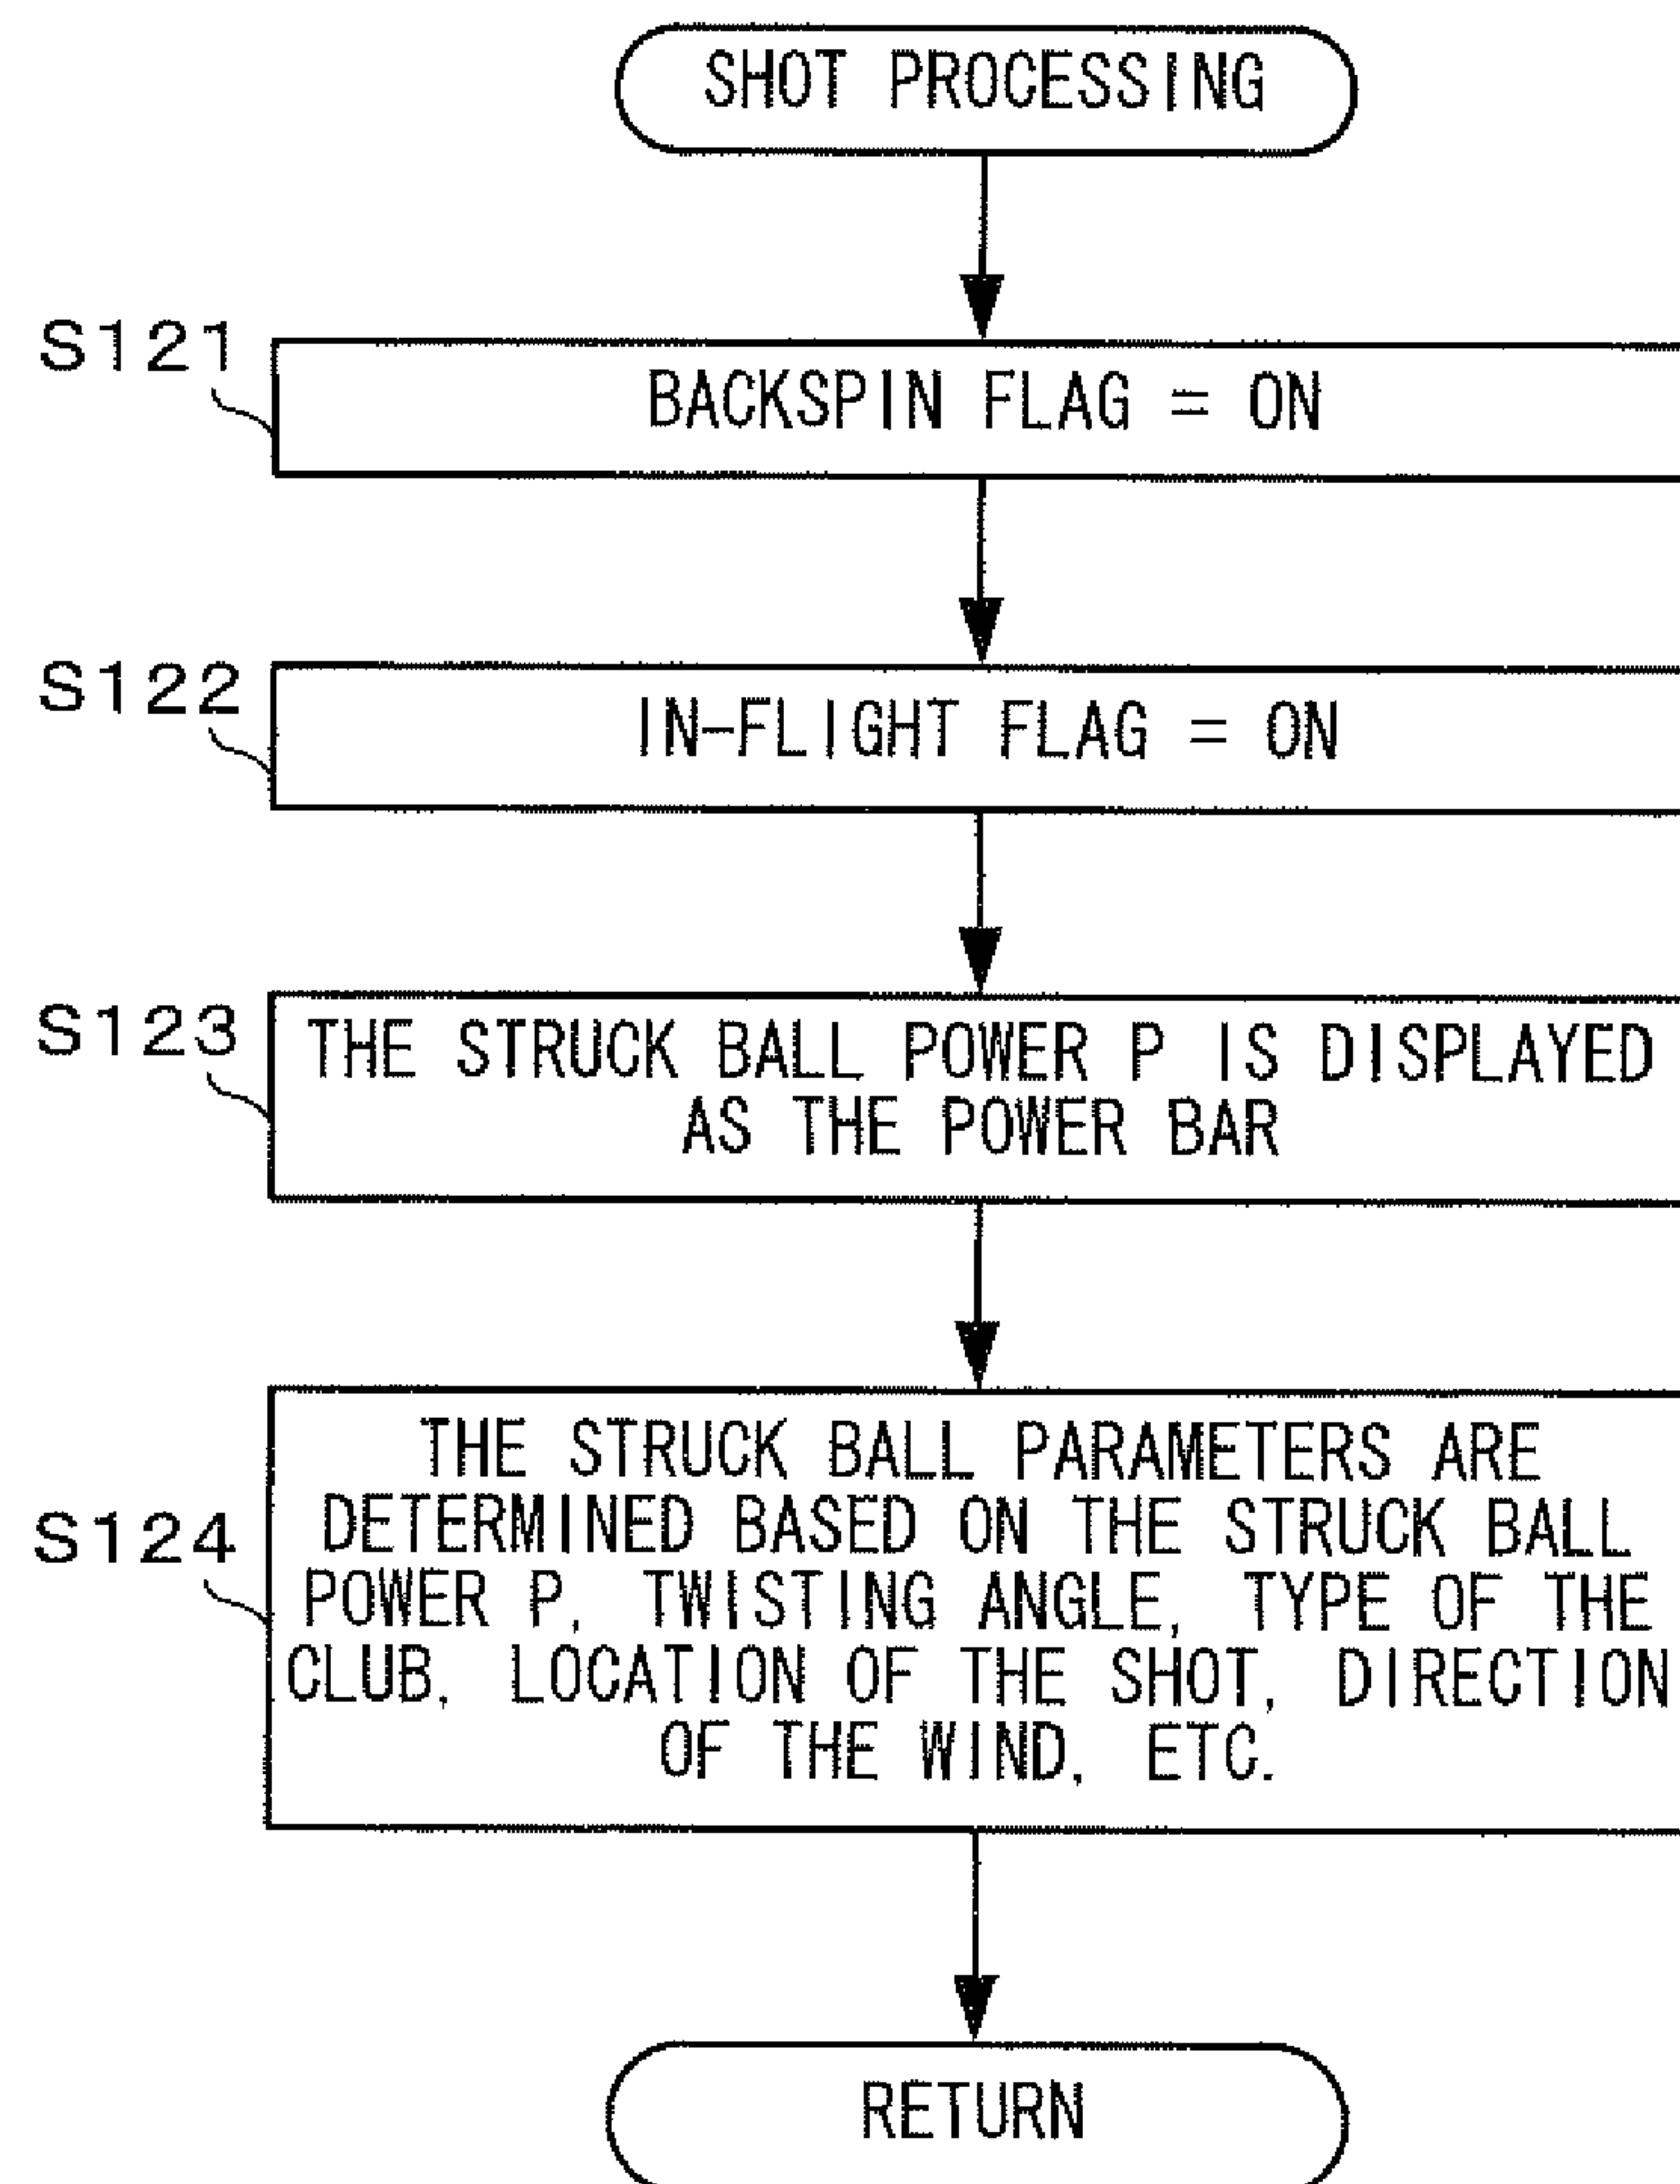 SHOT PROCESSING
S121
BACKSPIN FLAG = ON
S122
IN-FLIGHT FLAG = ON
S123
THE STRUCK BALL POWER P IS DISPLAYED
AS THE POWER BAR
S124
THE STRUCK BALL PARAMETERS ARE
DETERMINED BASED ON THE STRUCK BALL
POWER P, TWISTING ANGLE, TYPE OF THE
CLUB, LOCATION OF THE SHOT, DIRECTION
OF THE WIND, ETC.
RETURN